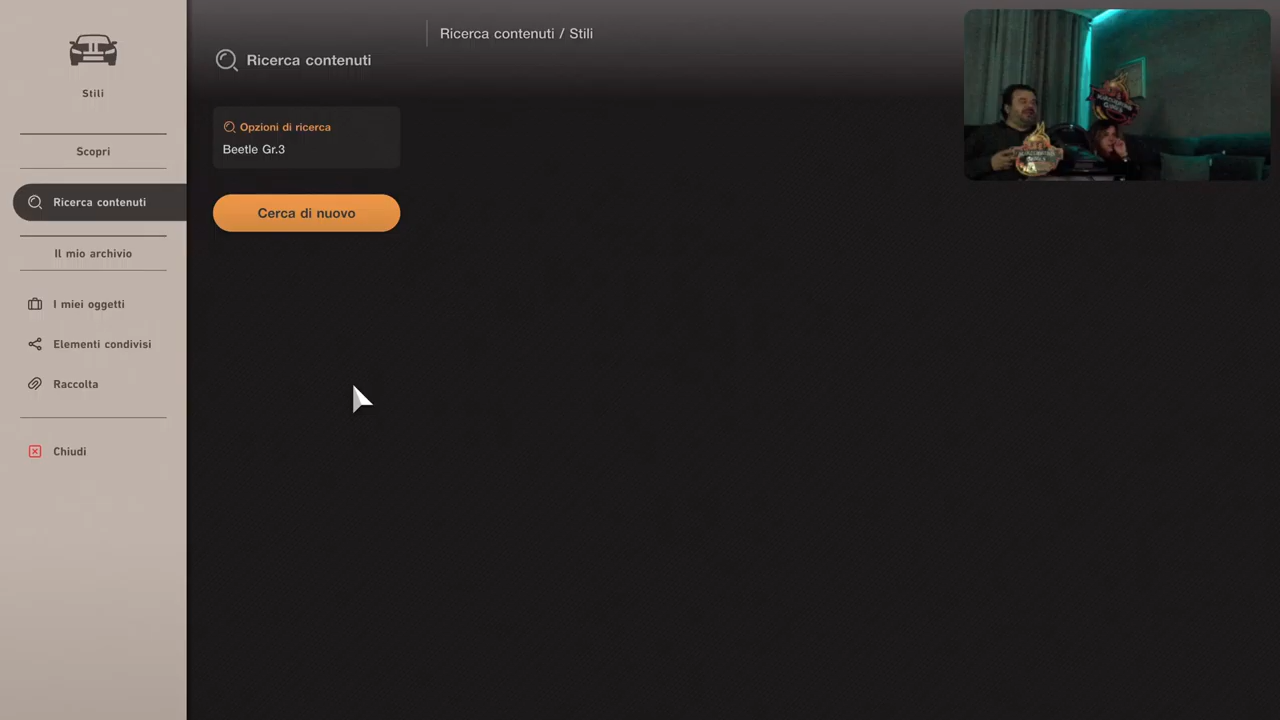 Stili
Scopri
Ricerca contenuti
Il mio archivio
I miei oggetti
Elementi condivisi
Raccolta
Chiudi
Ricerca contenuti / Stili
Ricerca contenuti
Opzioni di ricerca
Beetle Gr.3
Cerca di nuovo